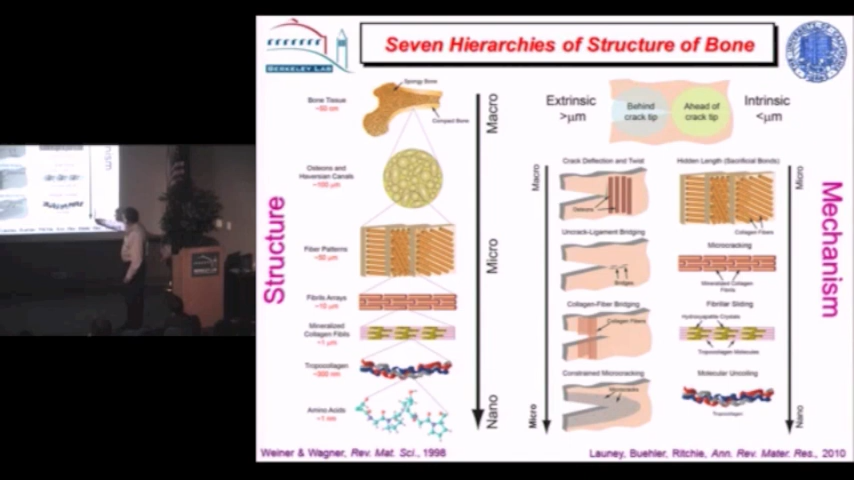 Seven Hierarchies of Structure of Bone
BERKELEY LAB
Structure
Bone Tissue
~50 cm
Spongy Bone
Compact Bone
Osteons and
Haversian Canals
~100 μm
Fiber Patterns
~50 μm
Fibrils Arrays
~10 μm
Mineralized
Collagen Fibils
~1 μm
Tropocollagen
~300 nm
Amino Acids
~1 nm
Macro
Micro
Nano
Weiner & Wagner, Rev. Mat. Sci., 1998
Extrinsic
>μm
Behind
crack tip
Ahead of
crack tip
Intrinsic
<μm
Macro
Crack Deflection and Twist
Osteons
Uncrack-Ligament Bridging
Bridges
Collagen-Fiber Bridging
Collagen Fibers
Constrained Microcracking
Microcracks
Micro
Hidden Length (Sacrificial Bonds)
Collagen Fibers
Microcracking
Mineralized Collagen
Fibrils
Fibrillar Sliding
Hydroxyapatite Crystals
Tropocollagen Molecules
Molecular Uncoiling
Tropocollagen
Micro
Nano
Mechanism
Launey, Buehler, Ritchie, Ann. Rev. Mater. Res., 2010